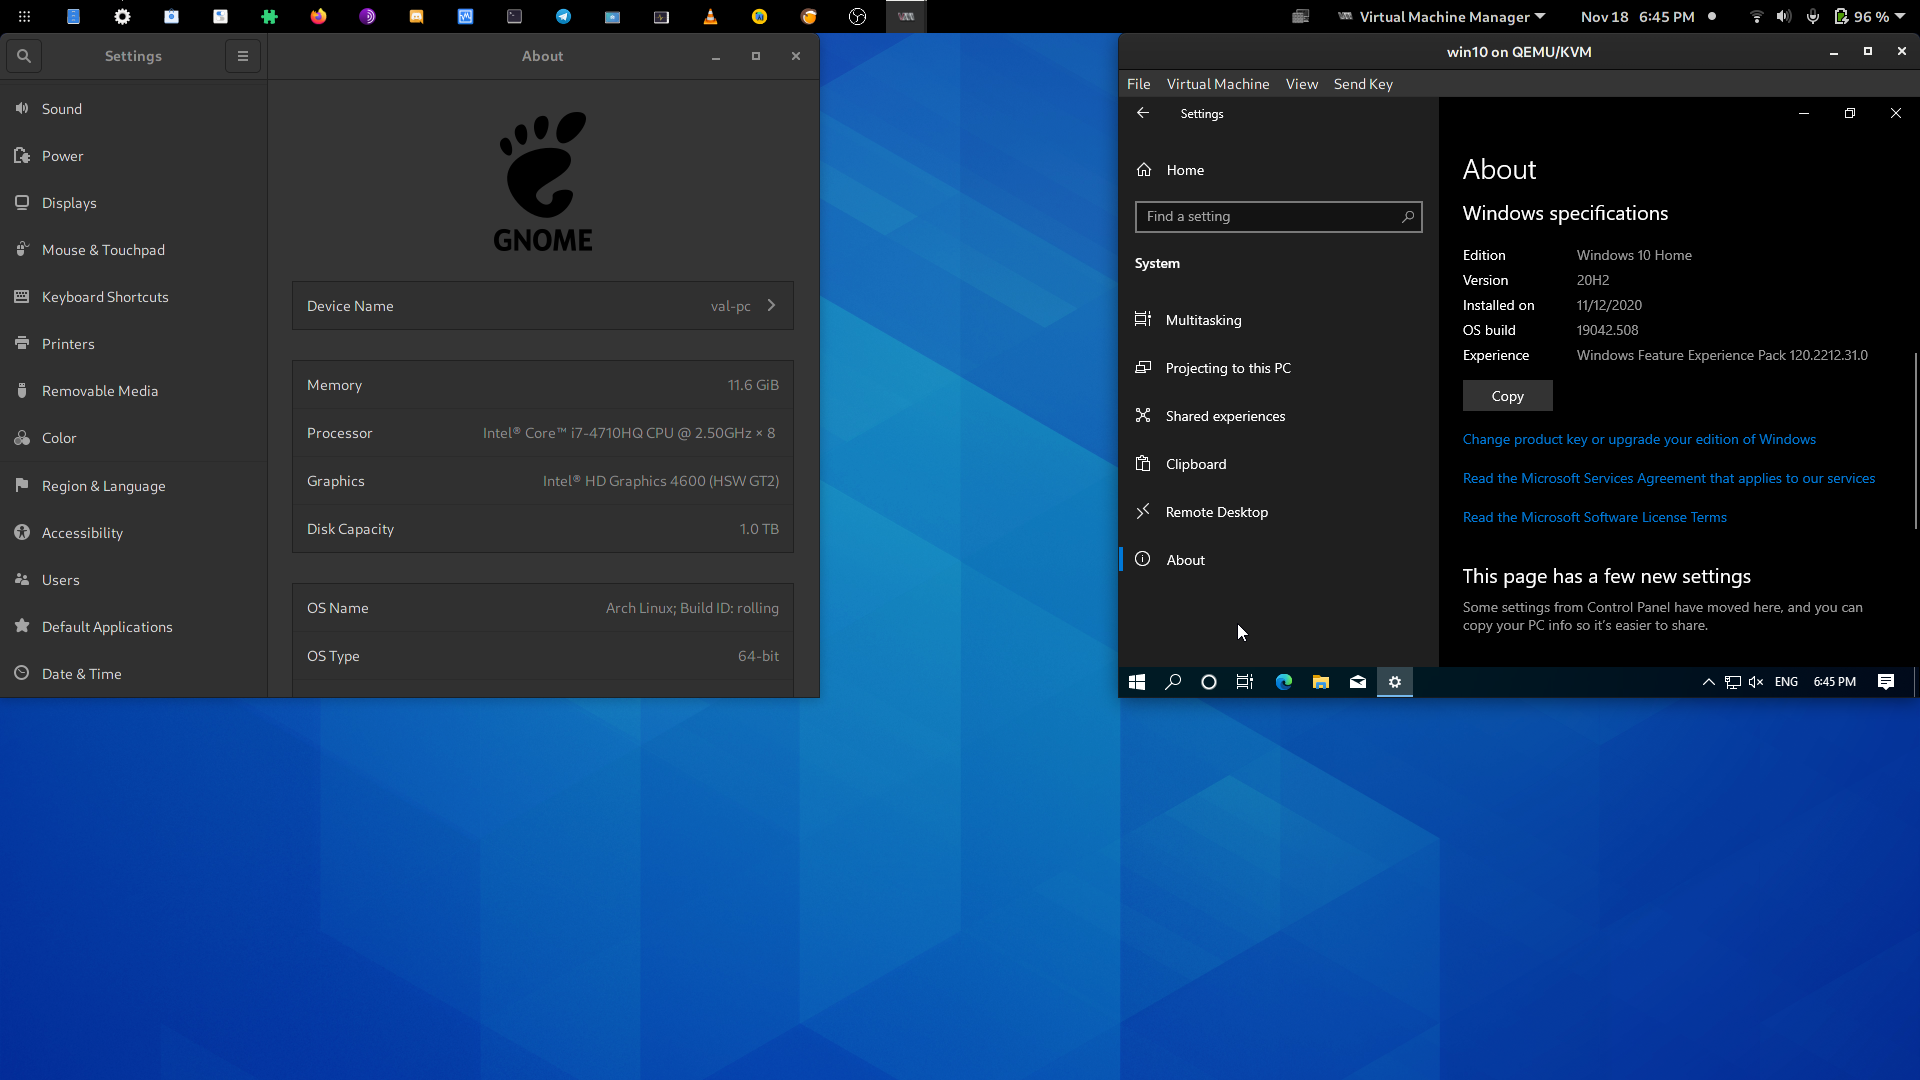 Virtual Machine Manager
Nov 18 6:45 PM
96 %
Settings
About
Sound
Power
Displays
Mouse & Touchpad
Keyboard Shortcuts
Printers
Removable Media
Color
Region & Language
Accessibility
Users
Default Applications
Date & Time
GNOME
Device Name val-pc
Memory 11.6 GiB
Processor Intel® Core™ i7-4710HQ CPU @ 2.50GHz × 8
Graphics Intel® HD Graphics 4600 (HSW GT2)
Disk Capacity 1.0 TB
OS Name Arch Linux; Build ID: rolling
OS Type 64-bit
win10 on QEMU/KVM
File Virtual Machine View Send Key
Settings
Home
Find a setting
System
Multitasking
Projecting to this PC
Shared experiences
Clipboard
Remote Desktop
About
About
Windows specifications
Edition Windows 10 Home
Version 20H2
Installed on 11/12/2020
OS build 19042.508
Experience Windows Feature Experience Pack 120.2212.31.0
Copy
Change product key or upgrade your edition of Windows
Read the Microsoft Services Agreement that applies to our services
Read the Microsoft Software License Terms
This page has a few new settings
Some settings from Control Panel have moved here, and you can
copy your PC info so it's easier to share.
ENG 6:45 PM